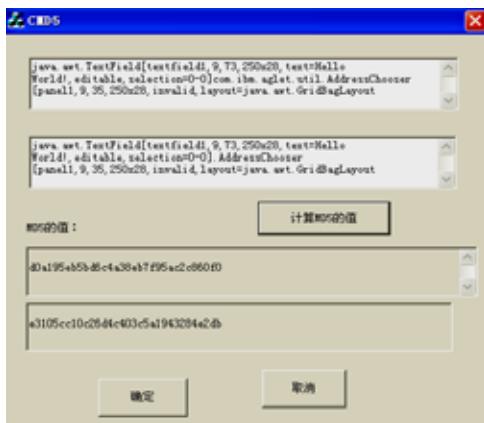 CMD5
java.awt.TextField[textfield1,9,73,250x28,text=Hello
World!,editable,selection=0-0]com.ibm.aglet.util.AddressChooser
[panel1,9,35,250x28,invalid,layout=java.awt.GridBagLayout
java.awt.TextField[textfield1,9,73,250x28,text=Hello
World!,editable,selection=0-0].AddressChooser
[panel1,9,35,250x28,invalid,layout=java.awt.GridBagLayout
计算MD5的值
MD5的值：
d0a195eb5bd6c4a38eb7f95ac2c860f0
e3105cc10c26d4c403c5a1943284e2db
确定
取消